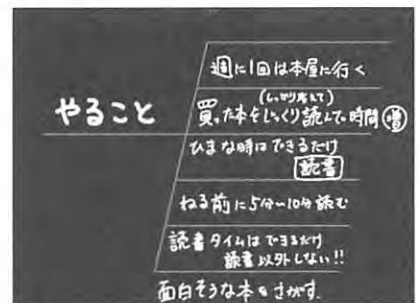 やること
週に1回は本屋に行く
(しっかり考えて)
買った本をじっくり読んで時間増
ひまな時はできるだけ
読書
ねる前に5分〜10分読む
読書タイムはできるだけ
読書以外しない!!
面白そうな本をさがす